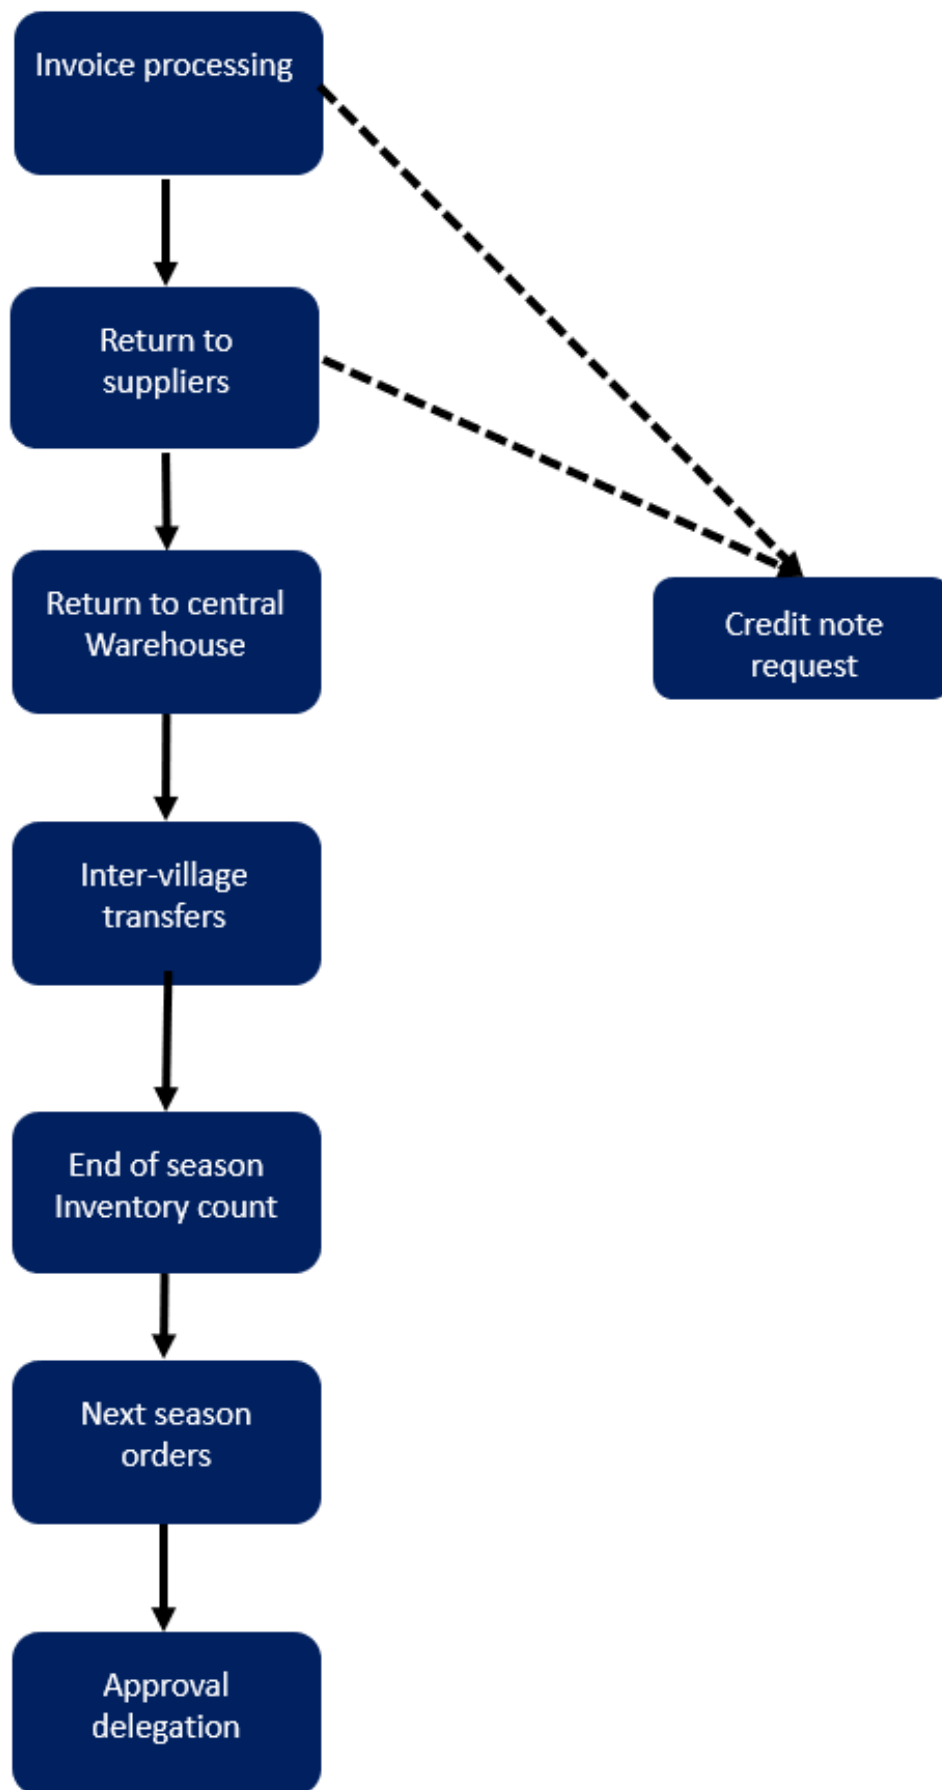 Invoice processing
Return to
suppliers
Return to central
Warehouse
Credit note
request
Inter-village
transfers
End of season
Inventory count
Next season
orders
Approval
delegation